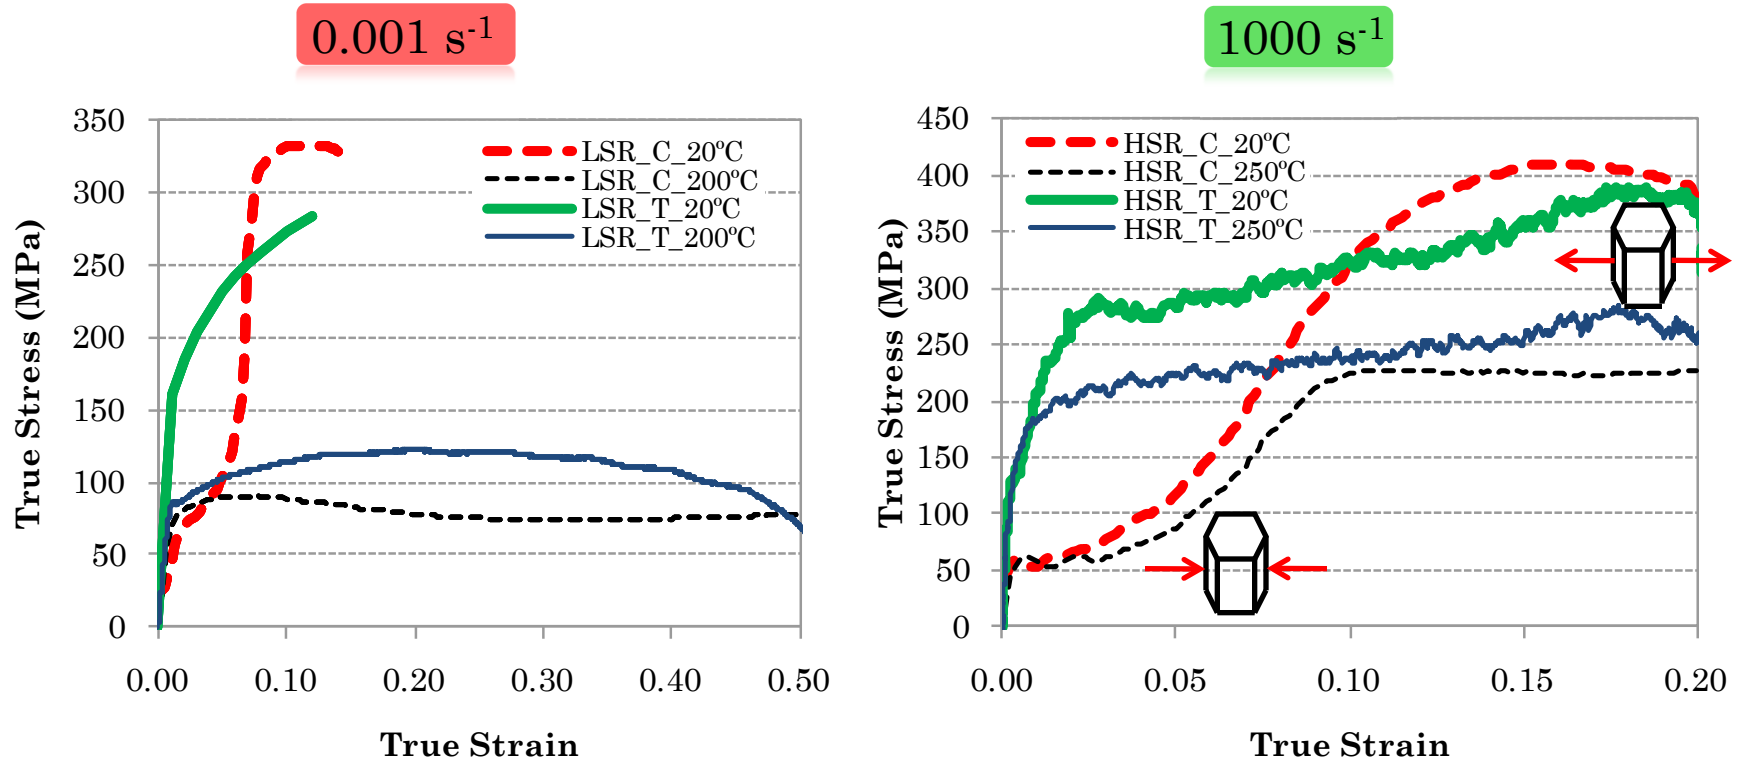 0.001 s-1
1000 s-1
350
300
250
200
150
100
50
0
True Stress (MPa)
LSR_C_20ºC
LSR_C_200ºC
LSR_T_20ºC
LSR_T_200ºC
0.00 0.10 0.20 0.30 0.40 0.50
True Strain
450
400
350
300
250
200
150
100
50
0
True Stress (MPa)
HSR_C_20ºC
HSR_C_250ºC
HSR_T_20ºC
HSR_T_250ºC
0.00 0.05 0.10 0.15 0.20
True Strain